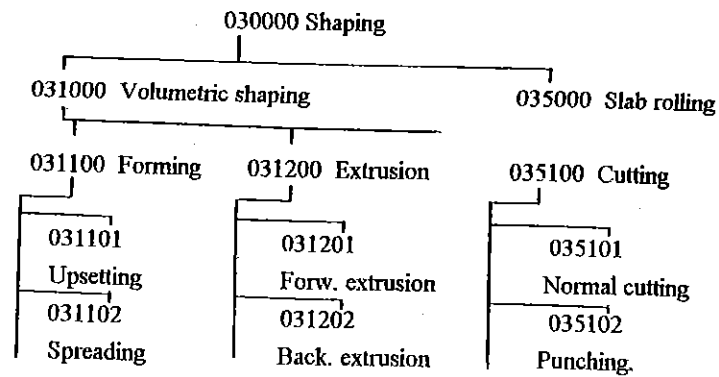 030000 Shaping
031000 Volumetric shaping
035000 Slab rolling
031100 Forming
031200 Extrusion
035100 Cutting
031101
Upsetting
031102
Spreading
031201
Forw. extrusion
031202
Back. extrusion
035101
Normal cutting
035102
Punching.